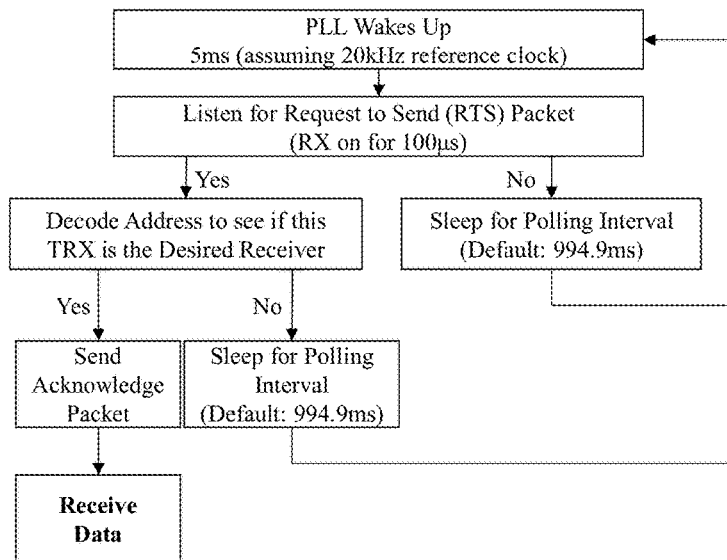 PLL Wakes Up
5ms (assuming 20kHz reference clock)
Listen for Request to Send (RTS) Packet
(RX on for 100μs)
Yes
No
Decode Address to see if this
TRX is the Desired Receiver
Sleep for Polling Interval
(Default: 994.9ms)
Yes
No
Send
Acknowledge
Packet
Sleep for Polling
Interval
(Default: 994.9ms)
Receive
Data